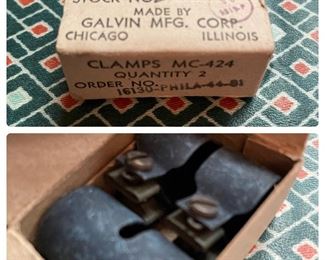 STOCK NO.
MADE BY
GALVIN MFG. CORP.
CHICAGO ILLINOIS
CLAMPS MC-424
QUANTITY 2
ORDER NO.
16130-PHILA-44-81